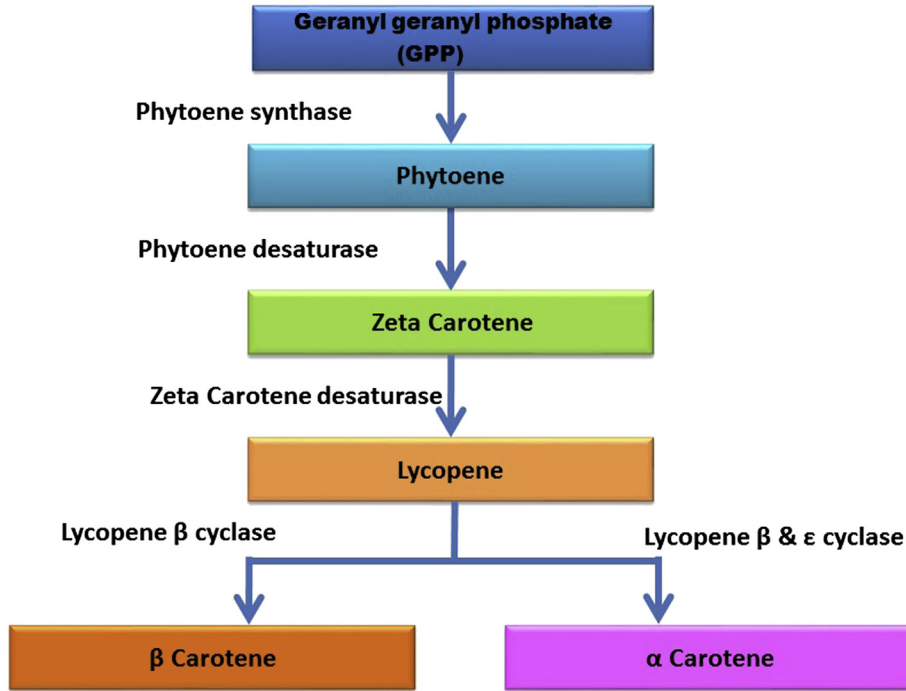 Geranyl geranyl phosphate
(GPP)
Phytoene synthase
Phytoene
Phytoene desaturase
Zeta Carotene
Zeta Carotene desaturase
Lycopene
Lycopene β cyclase
Lycopene β & ε cyclase
β Carotene
α Carotene